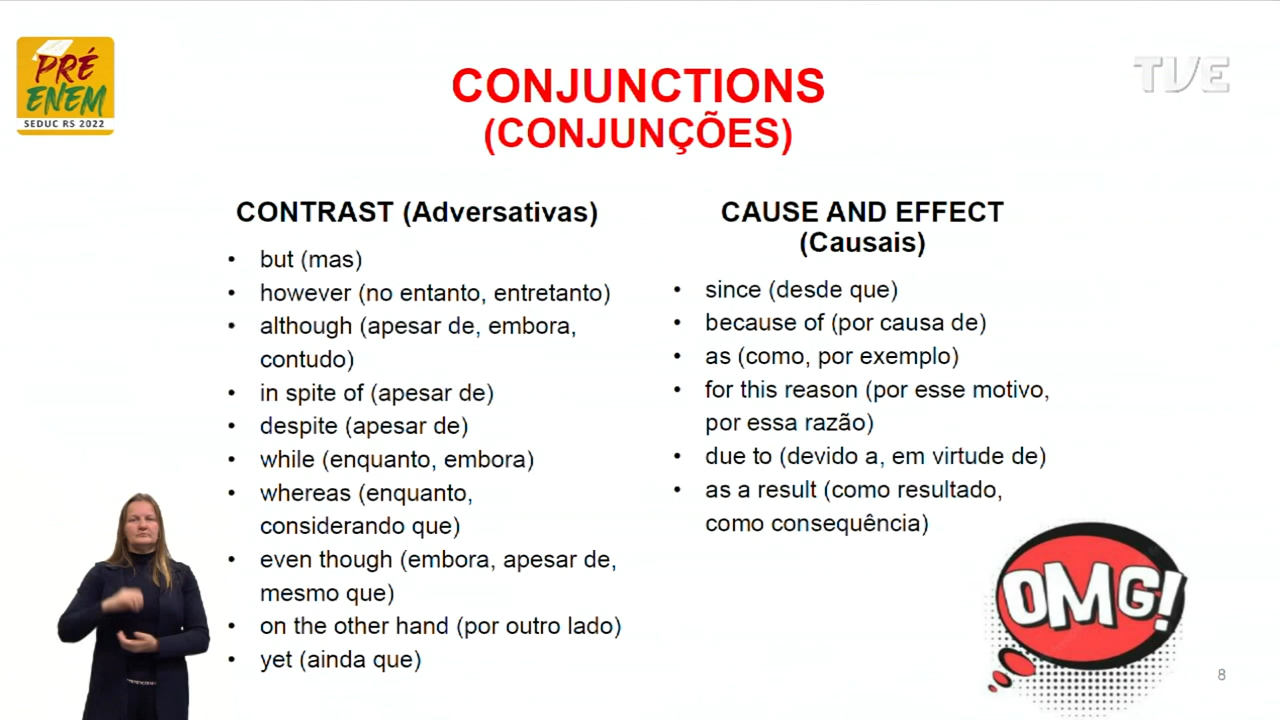 PRÉ
ENEM
SEDUC RS 2022
TVE
CONJUNCTIONS
(CONJUNÇÕES)
CONTRAST (Adversativas)
• but (mas)
• however (no entanto, entretanto)
• although (apesar de, embora,
contudo)
• in spite of (apesar de)
• despite (apesar de)
• while (enquanto, embora)
• whereas (enquanto,
considerando que)
• even though (embora, apesar de,
mesmo que)
• on the other hand (por outro lado)
• yet (ainda que)
CAUSE AND EFFECT
(Causais)
• since (desde que)
• because of (por causa de)
• as (como, por exemplo)
• for this reason (por esse motivo,
por essa razão)
• due to (devido a, em virtude de)
• as a result (como resultado,
como consequência)
OMG!
8